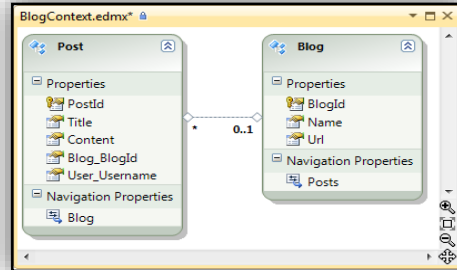 BlogContext.edmx*
Post
Properties
PostId
Title
Content
Blog_BlogId
User_Username
Navigation Properties
Blog
* 0..1
Blog
Properties
BlogId
Name
Url
Navigation Properties
Posts